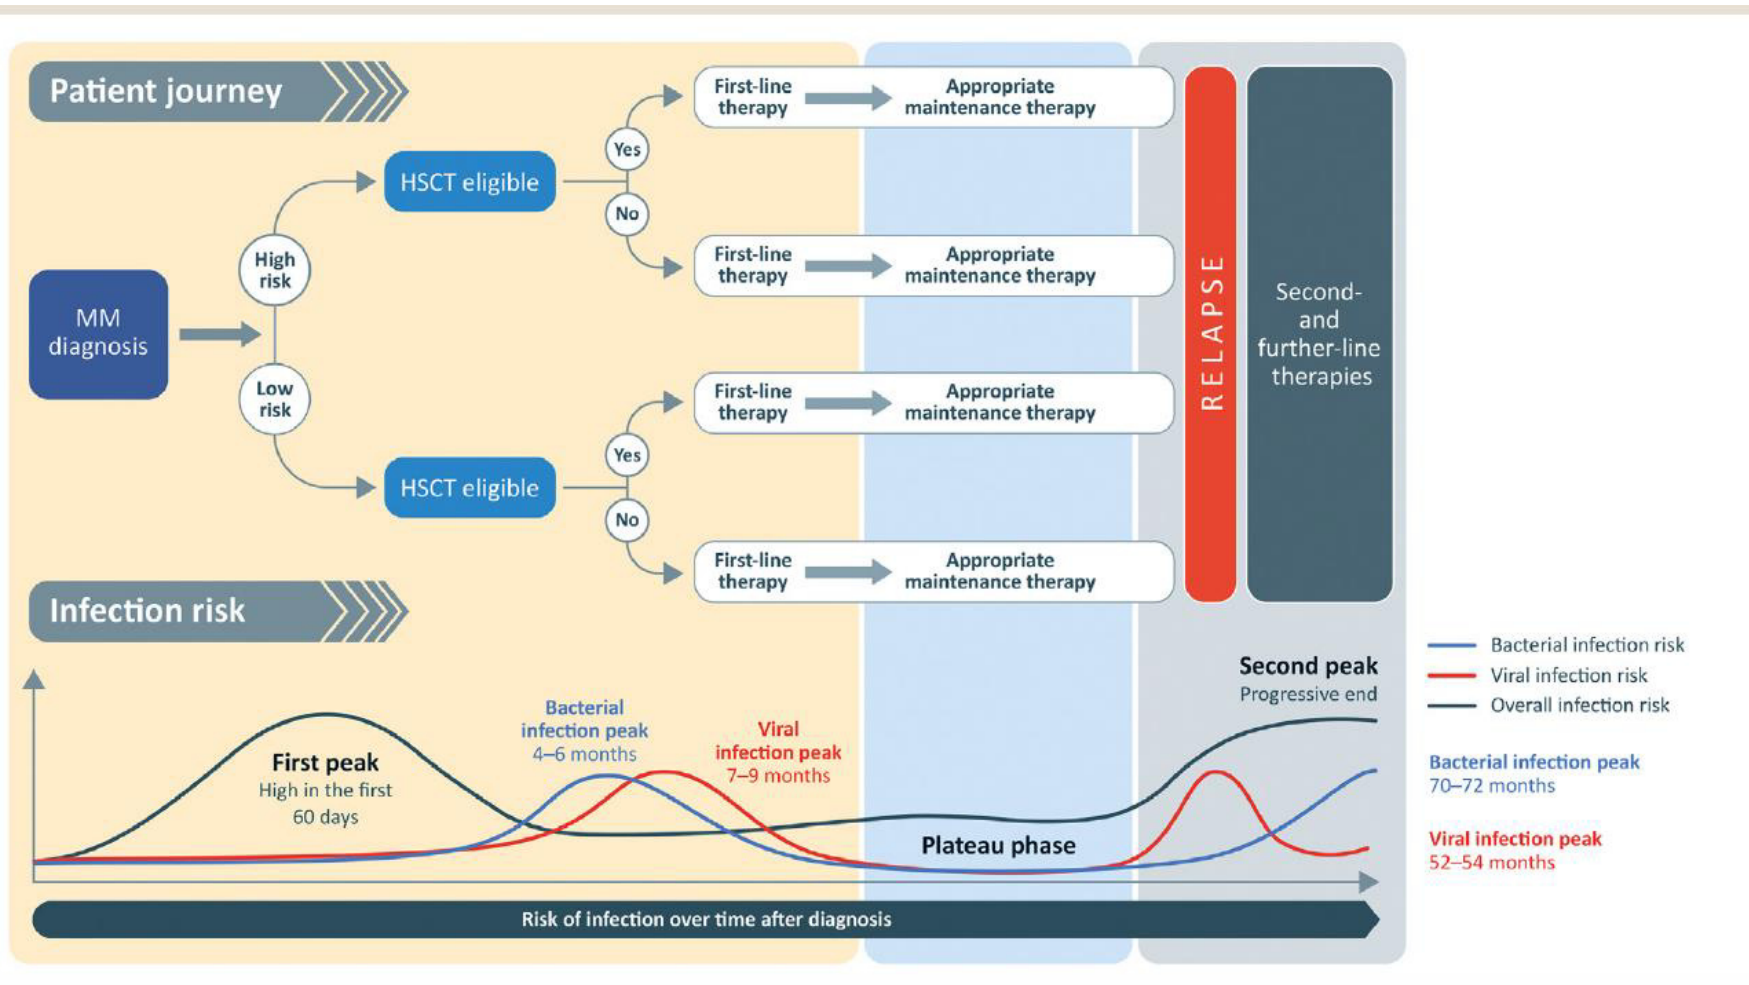 Patient journey
First-line
therapy
Appropriate
maintenance therapy
Yes
HSCT eligible
No
First-line
therapy
Appropriate
maintenance therapy
High
risk
MM
diagnosis
Low
risk
RELAPSE
Second-
and
further-line
therapies
First-line
therapy
Appropriate
maintenance therapy
Yes
HSCT eligible
No
First-line
therapy
Appropriate
maintenance therapy
Infection risk
First peak
High in the first
60 days
Bacterial
infection peak
4–6 months
Viral
infection peak
7–9 months
Plateau phase
Second peak
Progressive end
Bacterial infection risk
Viral infection risk
Overall infection risk
Bacterial infection peak
70–72 months
Viral infection peak
52–54 months
Risk of infection over time after diagnosis